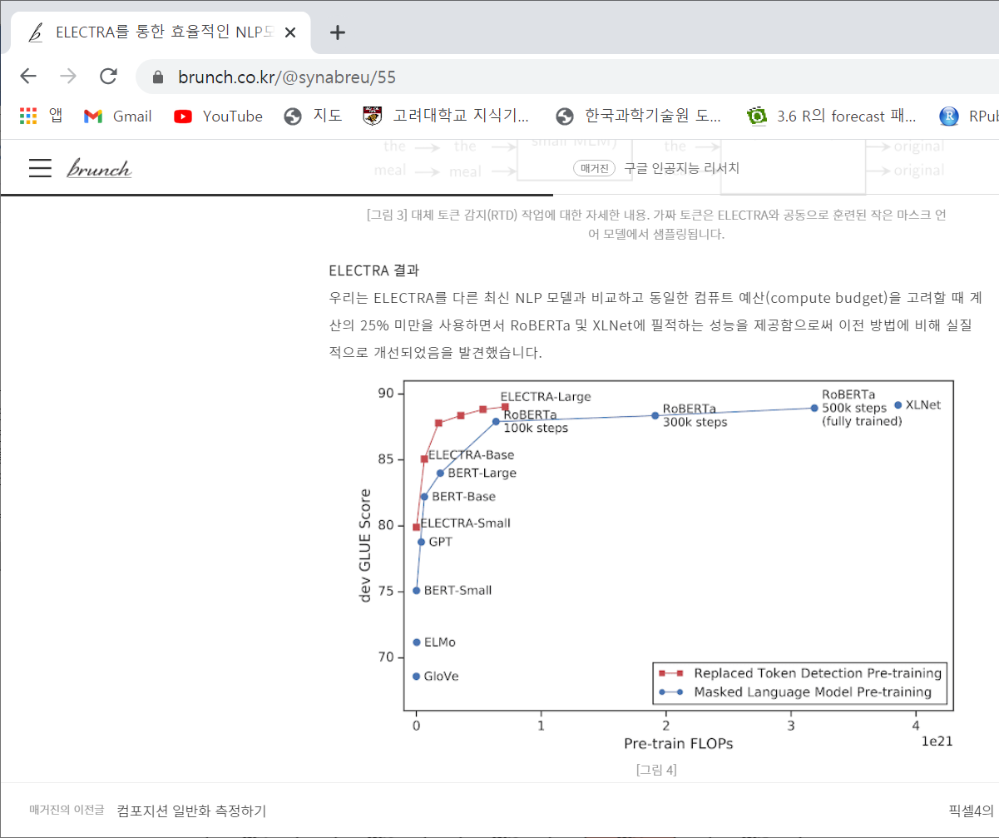 ELECTRA를 통한 효율적인 NLP모
brunch.co.kr/@synabreu/55
앱 Gmail YouTube 지도 고려대학교 지식기... 한국과학기술원 도... 3.6 R의 forecast 패... RPub
the the small MLM) the original
meal meal original
brunch
매거진 구글 인공지능 리서치
[그림 3] 대체 토큰 감지(RTD) 작업에 대한 자세한 내용. 가짜 토큰은 ELECTRA와 공동으로 훈련된 작은 마스크 언
어 모델에서 샘플링됩니다.
ELECTRA 결과
우리는 ELECTRA를 다른 최신 NLP 모델과 비교하고 동일한 컴퓨트 예산(compute budget)을 고려할 때 계
산의 25% 미만을 사용하면서 RoBERTa 및 XLNet에 필적하는 성능을 제공함으로써 이전 방법에 비해 실질
적으로 개선되었음을 발견했습니다.
90
85
80
75
70
dev GLUE Score
ELECTRA-Large
RoBERTa
100k steps
RoBERTa
300k steps
RoBERTa
500k steps
(fully trained)
XLNet
ELECTRA-Base
BERT-Large
BERT-Base
ELECTRA-Small
GPT
BERT-Small
ELMo
GloVe
Replaced Token Detection Pre-training
Masked Language Model Pre-training
0 1 2 3 4
1e21
Pre-train FLOPs
[그림 4]
매거진의 이전글 컴포지션 일반화 측정하기
픽셀4의